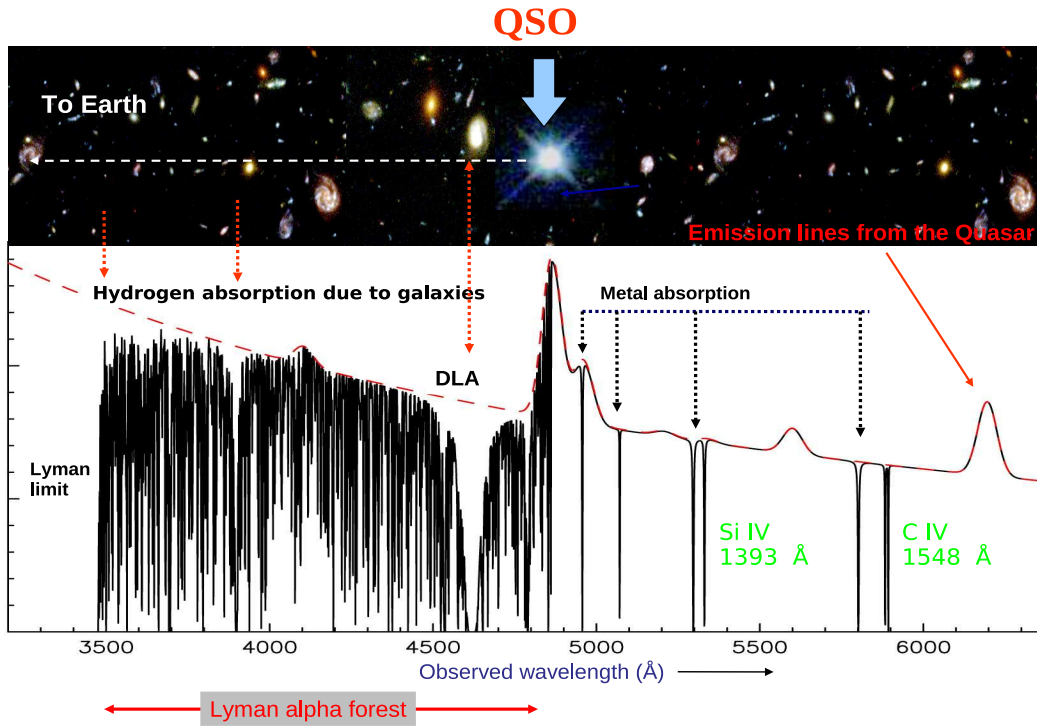 QSO
To Earth
Emission lines from the Quasar
Hydrogen absorption due to galaxies
Metal absorption
DLA
Lyman
limit
Si IV
1393 Å
C IV
1548 Å
3500 4000 4500 5000 5500 6000
Observed wavelength (Å)
Lyman alpha forest